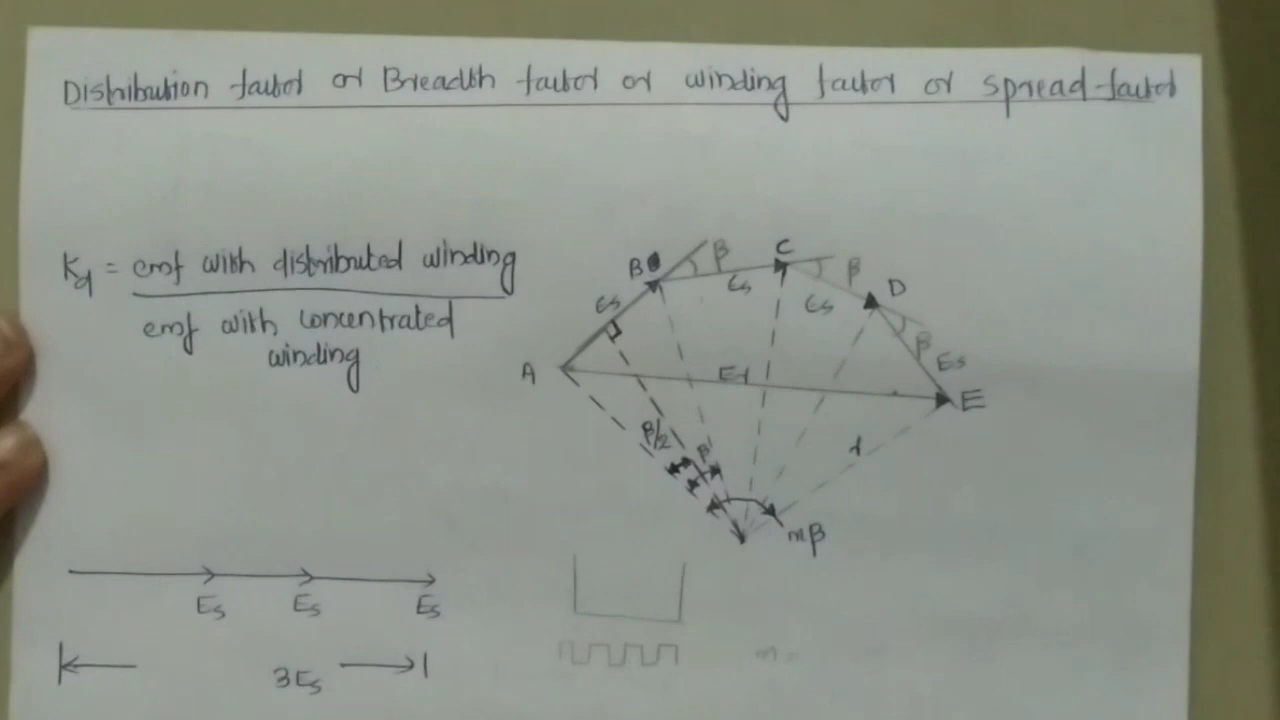 Distribution factor or Breadth factor or winding factor or spread-factor
Kd = emf with distributed winding
emf with concentrated
winding
A
B
C
D
E
Es
Es
Es
Es
β
β
β
Er
β/2
β
r
mβ
Es Es Es
3Es
m=